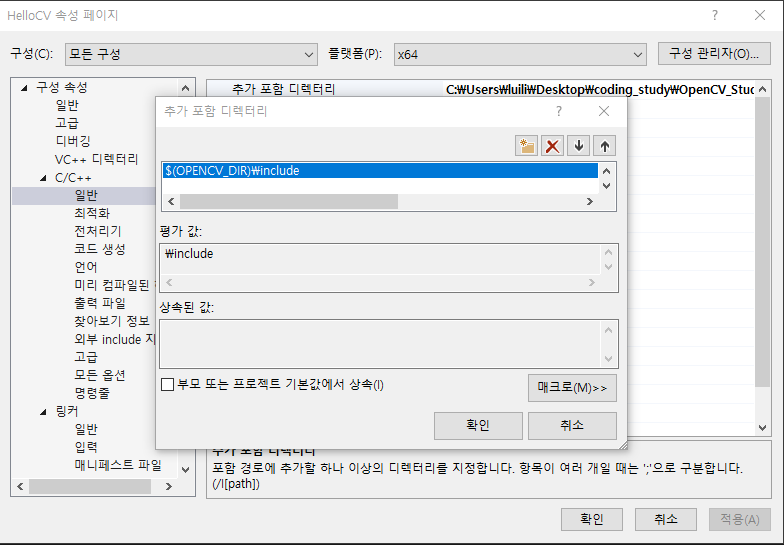 HelloCV 속성 페이지
구성(C): 모든 구성 플랫폼(P): x64 구성 관리자(O)...
구성 속성
일반
고급
디버깅
VC++ 디렉터리
C/C++
일반
최적화
전처리기
코드 생성
언어
미리 컴파일된
출력 파일
찾아보기 정보
외부 include 지
고급
모든 옵션
명령줄
링커
일반
입력
매니페스트 파일
추가 포함 디렉터리 C:₩Users₩luili₩Desktop₩coding_study₩OpenCV_Stud
추가 포함 디렉터리
$(OPENCV_DIR)₩include
평가 값:
₩include
상속된 값:
부모 또는 프로젝트 기본값에서 상속(I)
매크로(M)>>
확인 취소
추가 포함 디렉터리
포함 경로에 추가할 하나 이상의 디렉터리를 지정합니다. 항목이 여러 개일 때는 ';'으로 구분합니다.
(/I[path])
확인 취소 적용(A)